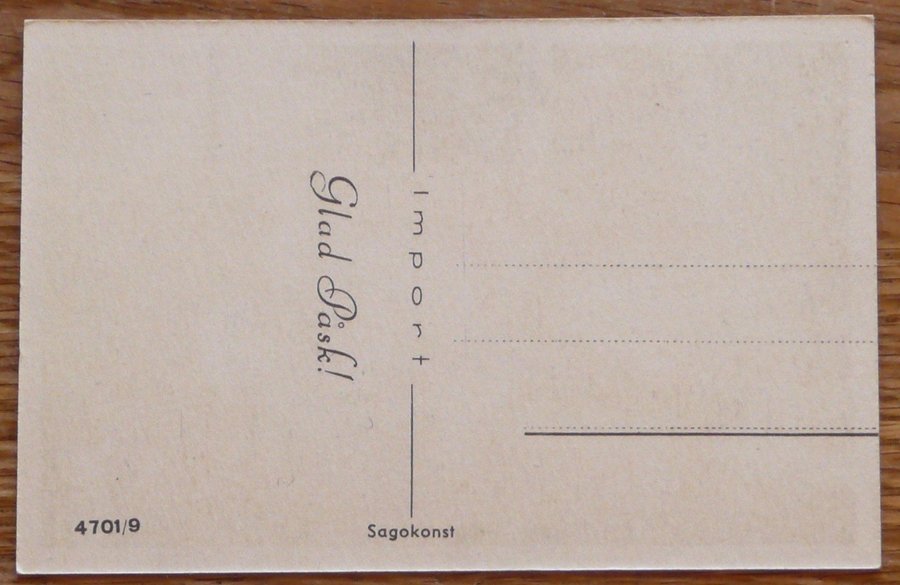 Glad Påsk!
Import
4701/9
Sagokonst